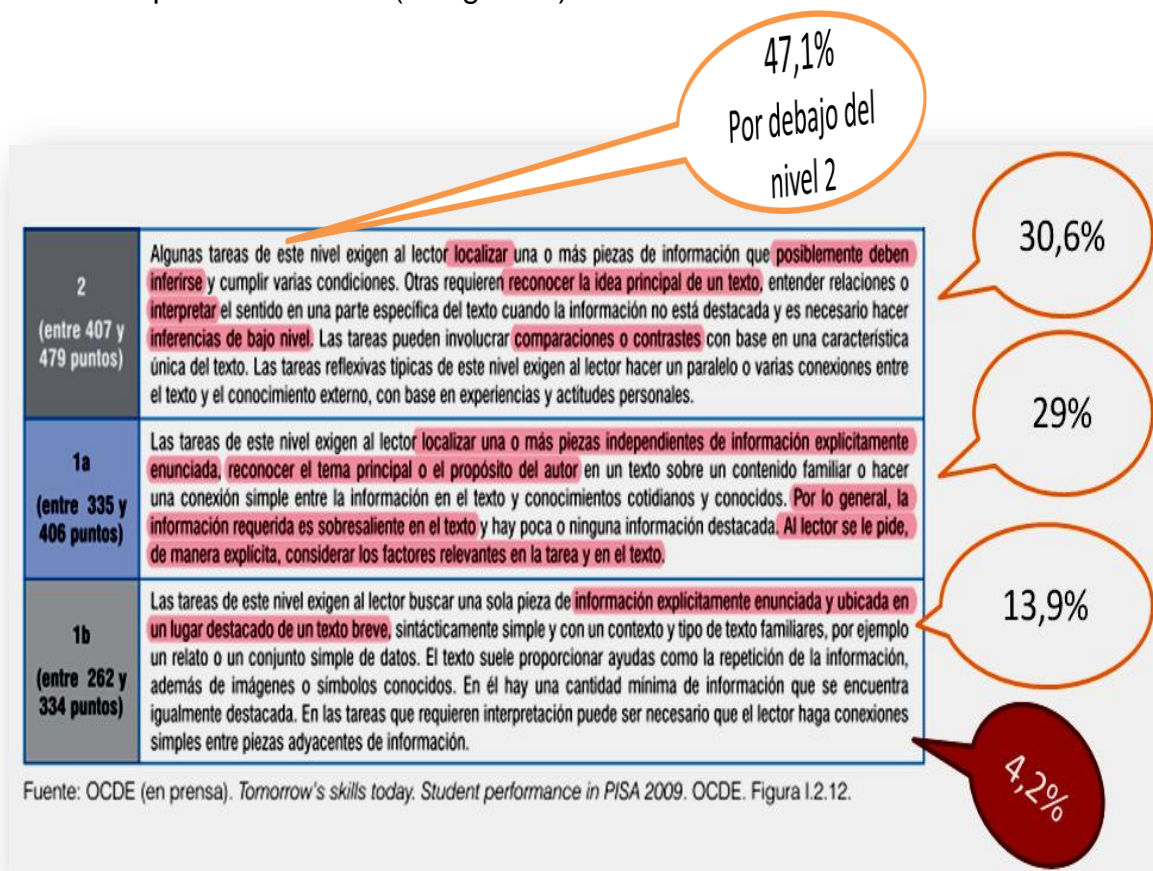 47,1%
Por debajo del
nivel 2
30,6%
2
(entre 407 y
479 puntos)
Algunas tareas de este nivel exigen al lector localizar una o más piezas de información que posiblemente deben
inferirse y cumplir varias condiciones. Otras requieren reconocer la idea principal de un texto, entender relaciones o
interpretar el sentido en una parte específica del texto cuando la información no está destacada y es necesario hacer
inferencias de bajo nivel. Las tareas pueden involucrar comparaciones o contrastes con base en una característica
única del texto. Las tareas reflexivas típicas de este nivel exigen al lector hacer un paralelo o varias conexiones entre
el texto y el conocimiento externo, con base en experiencias y actitudes personales.
29%
1a
(entre 335 y
406 puntos)
Las tareas de este nivel exigen al lector localizar una o más piezas independientes de información explícitamente
enunciada, reconocer el tema principal o el propósito del autor en un texto sobre un contenido familiar o hacer
una conexión simple entre la información en el texto y conocimientos cotidianos y conocidos. Por lo general, la
información requerida es sobresaliente en el texto y hay poca o ninguna información destacada. Al lector se le pide,
de manera explícita, considerar los factores relevantes en la tarea y en el texto.
13,9%
1b
(entre 262 y
334 puntos)
Las tareas de este nivel exigen al lector buscar una sola pieza de información explícitamente enunciada y ubicada en
un lugar destacado de un texto breve, sintácticamente simple y con un contexto y tipo de texto familiares, por ejemplo
un relato o un conjunto simple de datos. El texto suele proporcionar ayudas como la repetición de la información,
además de imágenes o símbolos conocidos. En él hay una cantidad mínima de información que se encuentra
igualmente destacada. En las tareas que requieren interpretación puede ser necesario que el lector haga conexiones
simples entre piezas adyacentes de información.
4,2%
Fuente: OCDE (en prensa). Tomorrow's skills today. Student performance in PISA 2009. OCDE. Figura I.2.12.